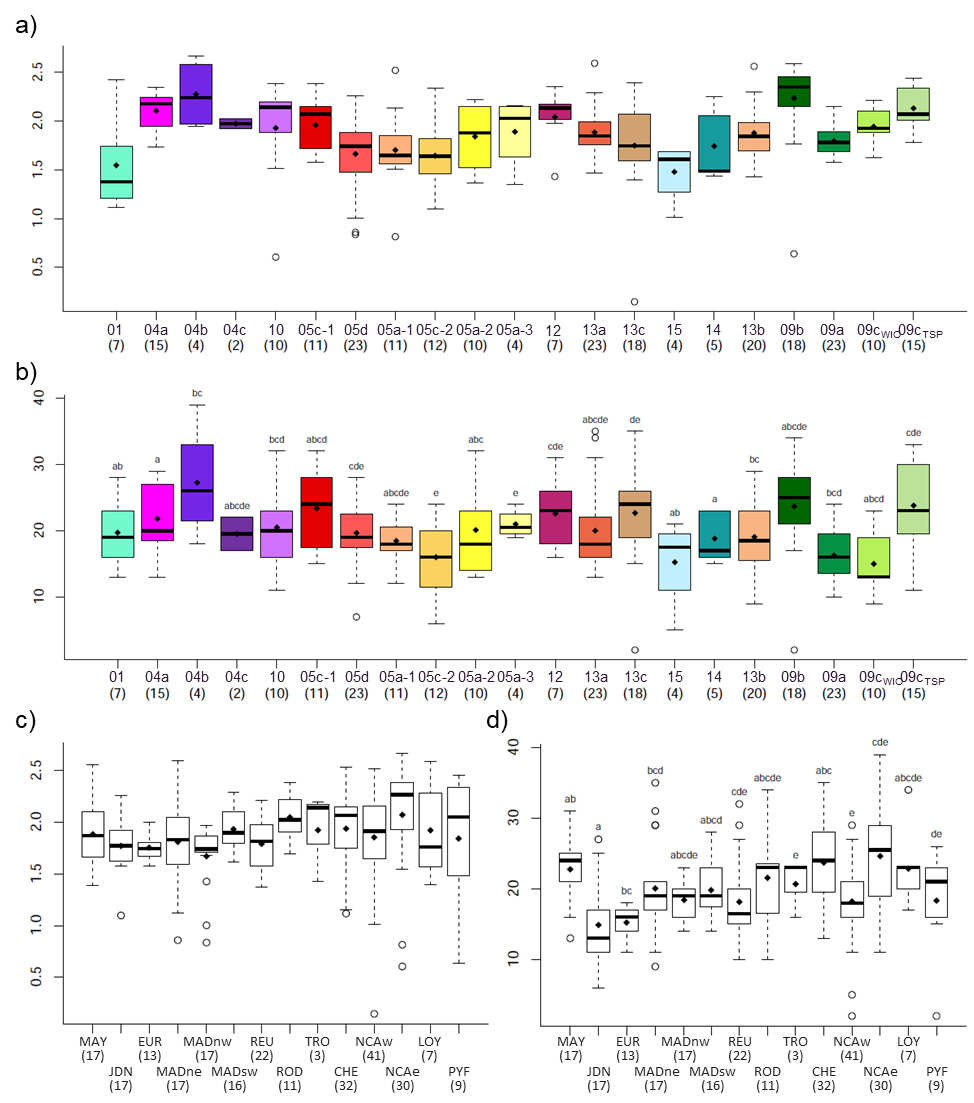 a)
2.5
2.0
1.5
1.0
0.5
01 04a 04b 04c 10 05c-1 05d 05a-1 05c-2 05a-2 05a-3 12 13a 13c 15 14 13b 09b 09a 09cWIO 09cTSP
(7) (15) (4) (2) (10) (11) (23) (11) (12) (10) (4) (7) (23) (18) (4) (5) (20) (18) (23) (10) (15)
b)
40
30
20
10
ab a bc abcde bcd abcd cde abcde e abc e cde abcde de ab a bc abcde bcd abcd cde
01 04a 04b 04c 10 05c-1 05d 05a-1 05c-2 05a-2 05a-3 12 13a 13c 15 14 13b 09b 09a 09cWIO 09cTSP
(7) (15) (4) (2) (10) (11) (23) (11) (12) (10) (4) (7) (23) (18) (4) (5) (20) (18) (23) (10) (15)
c)
2.5
2.0
1.5
1.0
0.5
MAY EUR MADnw REU TRO NCAw LOY
(17) (13) (17) (22) (3) (41) (7)
JDN MADne MADsw ROD CHE NCAe PYF
(17) (17) (16) (11) (32) (30) (9)
d)
40
30
20
10
ab a bc bcd abcde abcd cde abcde e abc e cde abcde de
MAY EUR MADnw REU TRO NCAw LOY
(17) (13) (17) (22) (3) (41) (7)
JDN MADne MADsw ROD CHE NCAe PYF
(17) (17) (16) (11) (32) (30) (9)